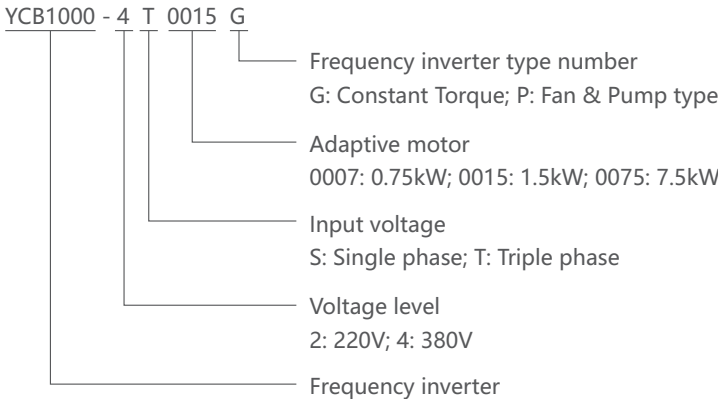 YCB1000 - 4 T 0015 G
Frequency inverter type number
G: Constant Torque; P: Fan & Pump type
Adaptive motor
0007: 0.75kW; 0015: 1.5kW; 0075: 7.5kW
Input voltage
S: Single phase; T: Triple phase
Voltage level
2: 220V; 4: 380V
Frequency inverter